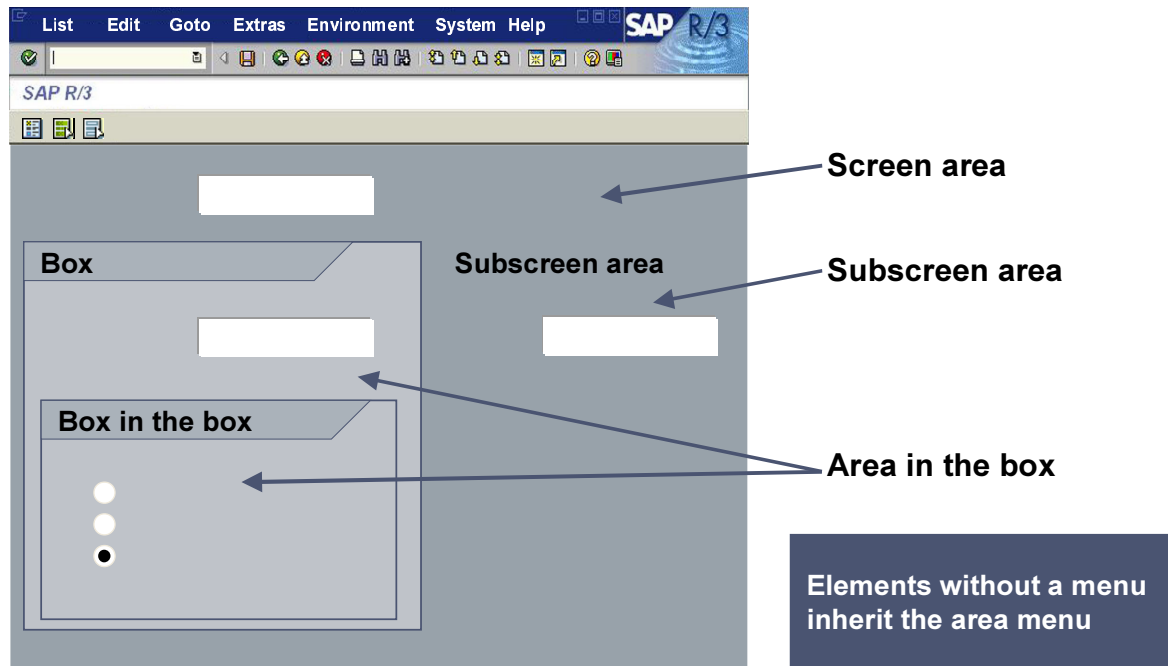 List Edit Goto Extras Environment System Help
SAP R/3
SAP R/3
Screen area
Box
Subscreen area
Subscreen area
Box in the box
Area in the box
Elements without a menu
inherit the area menu